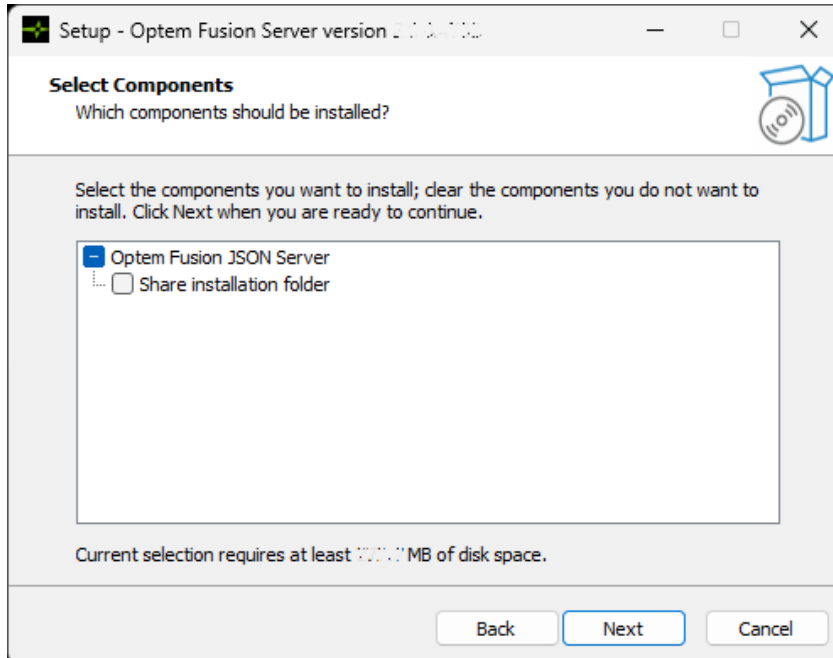 Setup - Optem Fusion Server version
Select Components
Which components should be installed?
Select the components you want to install; clear the components you do not want to
install. Click Next when you are ready to continue.
Optem Fusion JSON Server
Share installation folder
Current selection requires at least MB of disk space.
Back
Next
Cancel